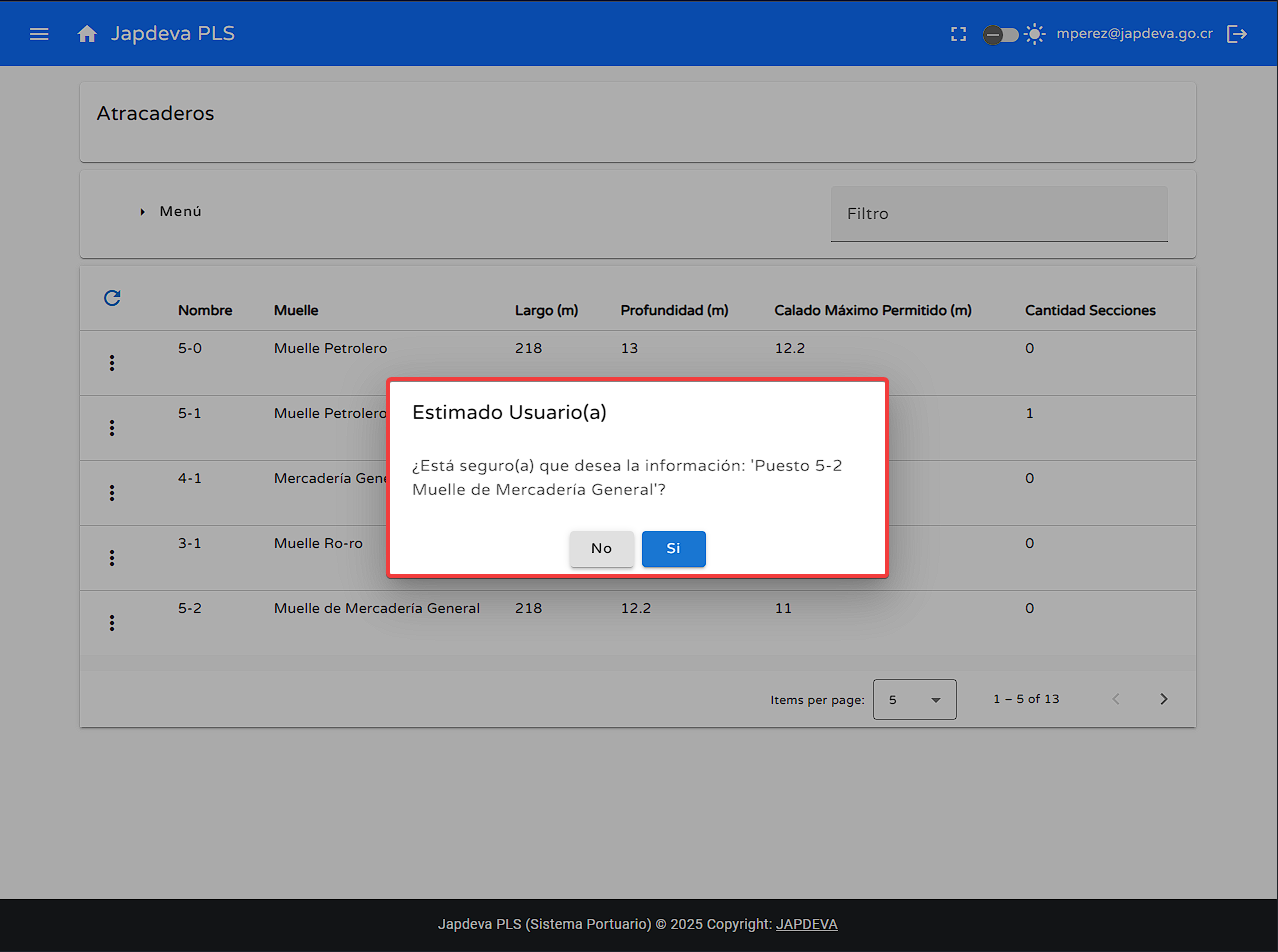 Japdeva PLS
mperez@japdeva.go.cr
Atracaderos
Menú
Filtro
Nombre Muelle Largo (m) Profundidad (m) Calado Máximo Permitido (m) Cantidad Secciones
5-0 Muelle Petrolero 218 13 12.2 0
5-1 Muelle Petrolero 1
4-1 Mercadería Gene 0
3-1 Muelle Ro-ro 0
5-2 Muelle de Mercadería General 218 12.2 11 0
Estimado Usuario(a)
¿Está seguro(a) que desea la información: 'Puesto 5-2
Muelle de Mercadería General'?
No Si
Items per page: 5 1 – 5 of 13
Japdeva PLS (Sistema Portuario) © 2025 Copyright: JAPDEVA